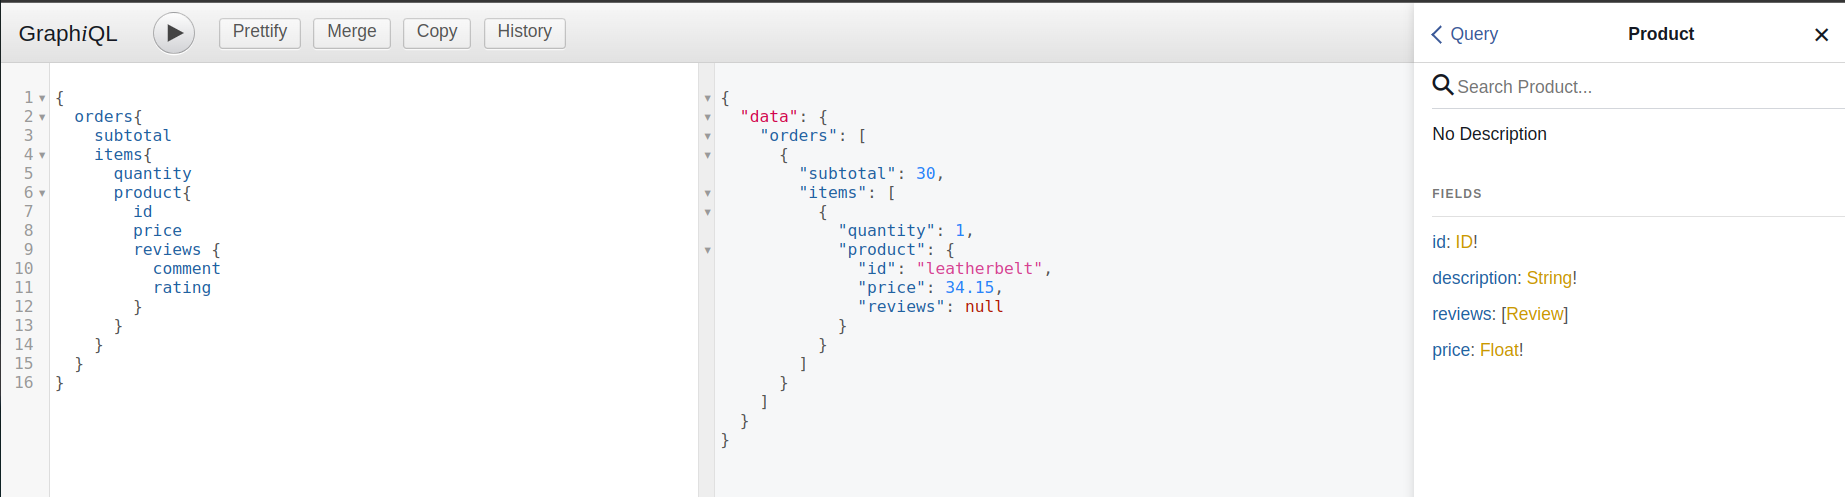 GraphiQL
Prettify
Merge
Copy
History
1 {
2 orders{
3 subtotal
4 items{
5 quantity
6 product{
7 id
8 price
9 reviews {
10 comment
11 rating
12 }
13 }
14 }
15 }
16 }
{
"data": {
"orders": [
{
"subtotal": 30,
"items": [
{
"quantity": 1,
"product": {
"id": "leatherbelt",
"price": 34.15,
"reviews": null
}
}
]
}
]
}
}
Query
Product
Search Product...
No Description
FIELDS
id: ID!
description: String!
reviews: [Review]
price: Float!